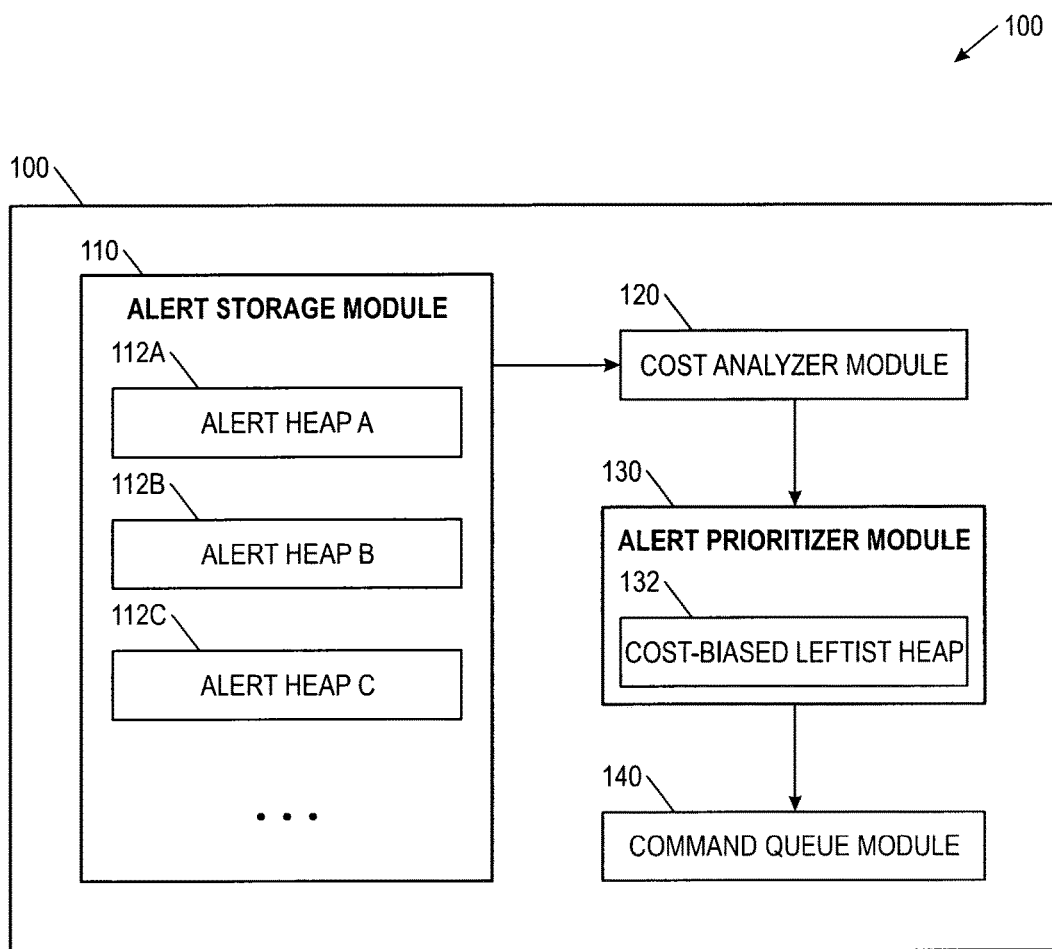 100
100
110
ALERT STORAGE MODULE
112A
ALERT HEAP A
112B
ALERT HEAP B
112C
ALERT HEAP C
...
120
COST ANALYZER MODULE
130
ALERT PRIORITIZER MODULE
132
COST-BIASED LEFTIST HEAP
140
COMMAND QUEUE MODULE